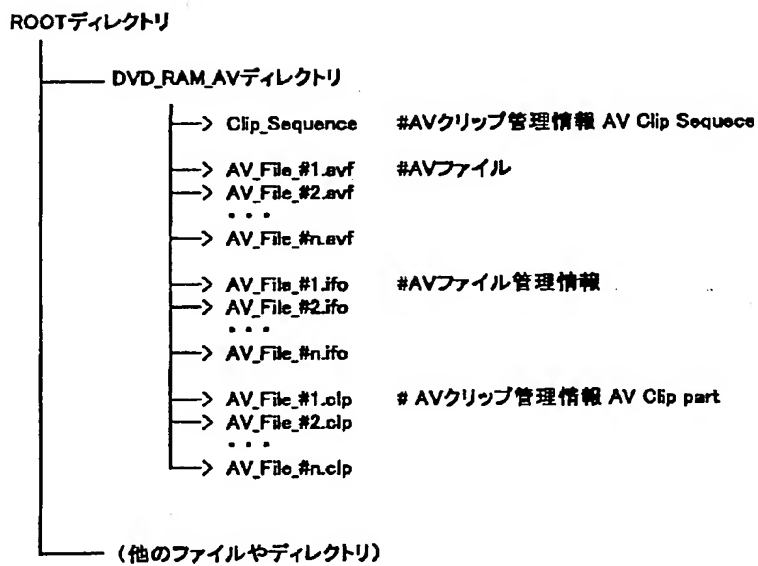 ROOTディレクトリ
DVD_RAM_AVディレクトリ
Clip_Sequence #AVクリップ管理情報 AV Clip Sequece
AV_File_#1.avf #AVファイル
AV_File_#2.avf
・・・
AV_File_#n.avf
AV_File_#1.ifo #AVファイル管理情報
AV_File_#2.ifo
・・・
AV_File_#n.ifo
AV_File_#1.clp # AVクリップ管理情報 AV Clip part
AV_File_#2.clp
・・・
AV_File_#n.clp
(他のファイルやディレクトリ)